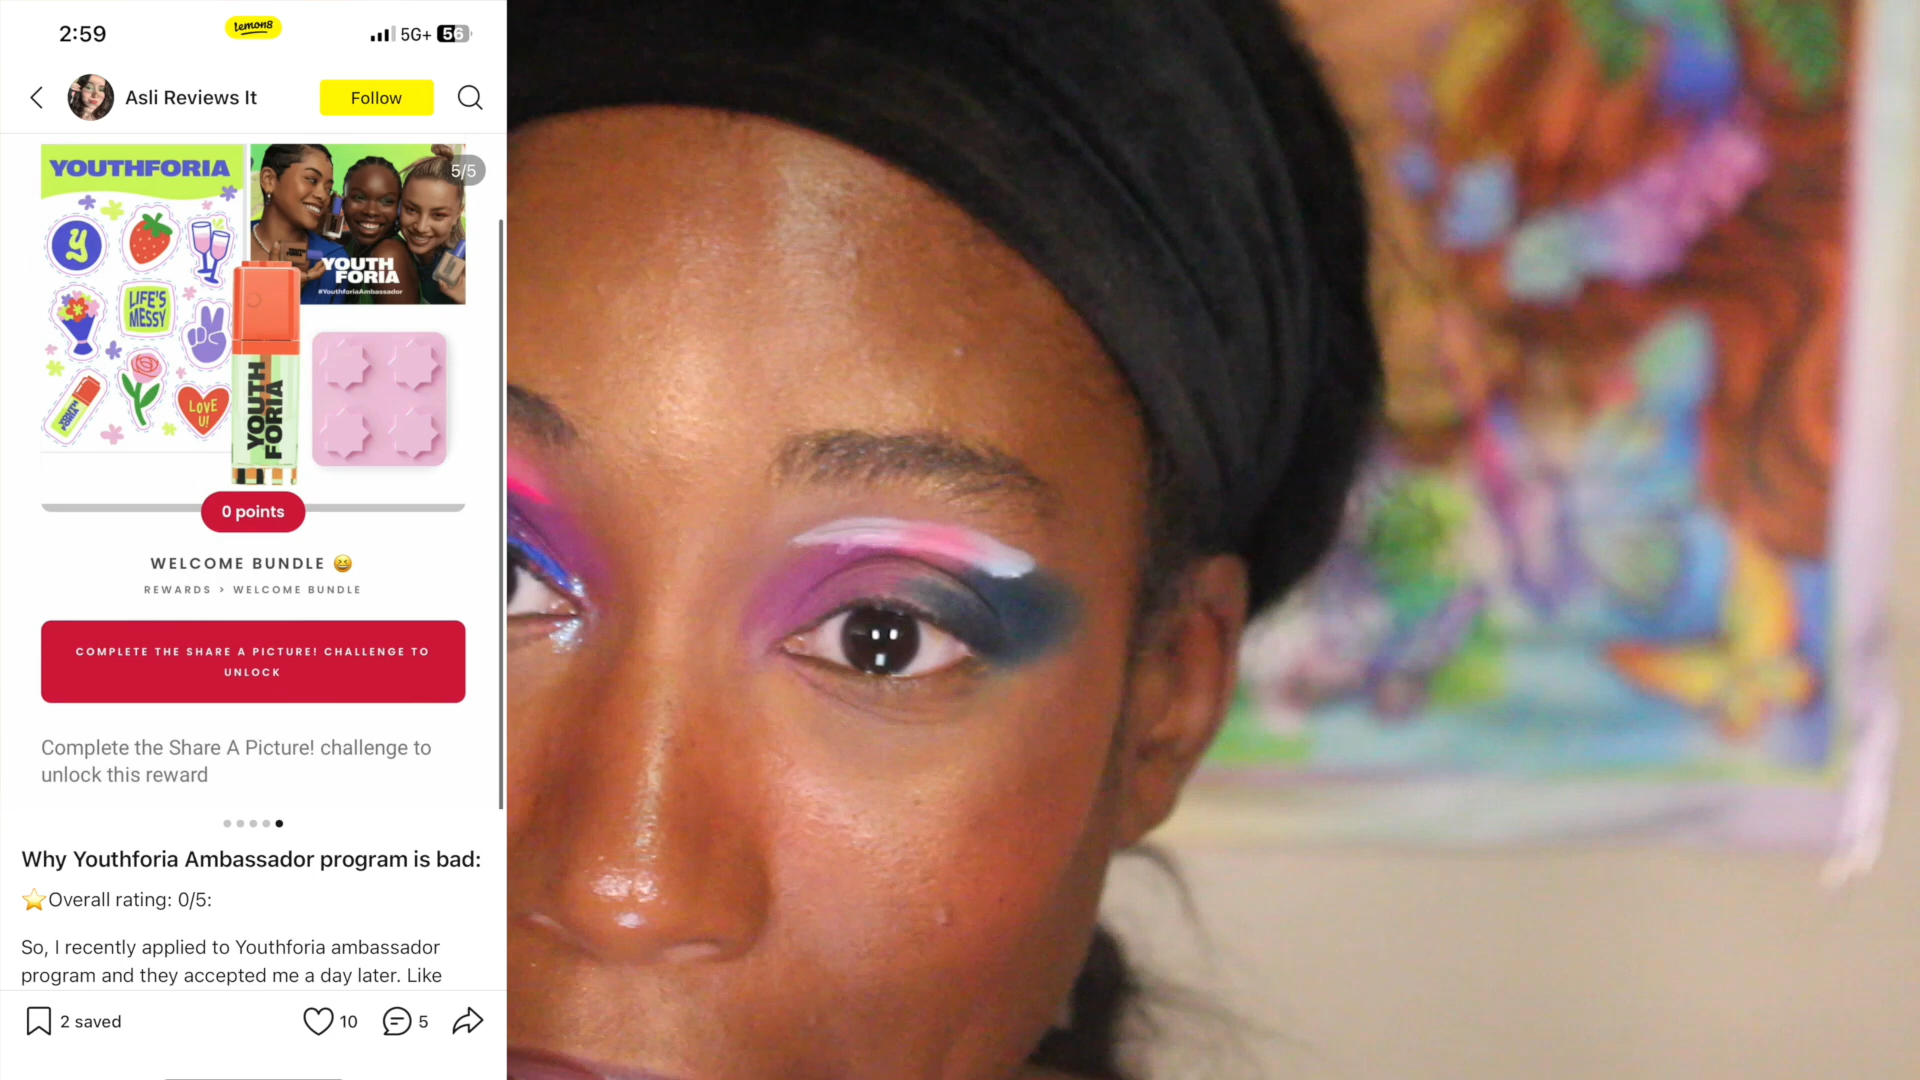 2:59
lemon8
5G+
56
Asli Reviews It
Follow
YOUTHFORIA
5/5
y
LIFE'S
MESSY
YOUTH
FORIA
LOVE
U!
YOUTH
FORIA
YOUTH
FORIA
#YouthforiaAmbassador
0 points
WELCOME BUNDLE 😆
REWARDS > WELCOME BUNDLE
COMPLETE THE SHARE A PICTURE! CHALLENGE TO
UNLOCK
Complete the Share A Picture! challenge to
unlock this reward
Why Youthforia Ambassador program is bad:
⭐Overall rating: 0/5:
So, I recently applied to Youthforia ambassador
program and they accepted me a day later. Like
2 saved
10
5